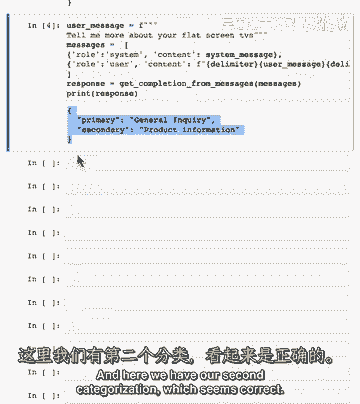 }
In [4]: user_message = f"""
Tell me more about your flat screen tvs"""
messages = [
{'role':'system', 'content': system_message},
{'role':'user', 'content': f"{delimiter}{user_message}{deli
]
response = get_completion_from_messages(messages)
print(response)
{
"primary": "General Inquiry",
"secondary": "Product information"
}
In [ ]:
In [ ]:
In [ ]:
In [ ]:
In [ ]:
In [ ]:
In [ ]:
In [ ]:
这里我们有第二个分类，看起来是正确的。
In [ ]:
And here we have our second
categorization, which seems correct.
In [ ]: